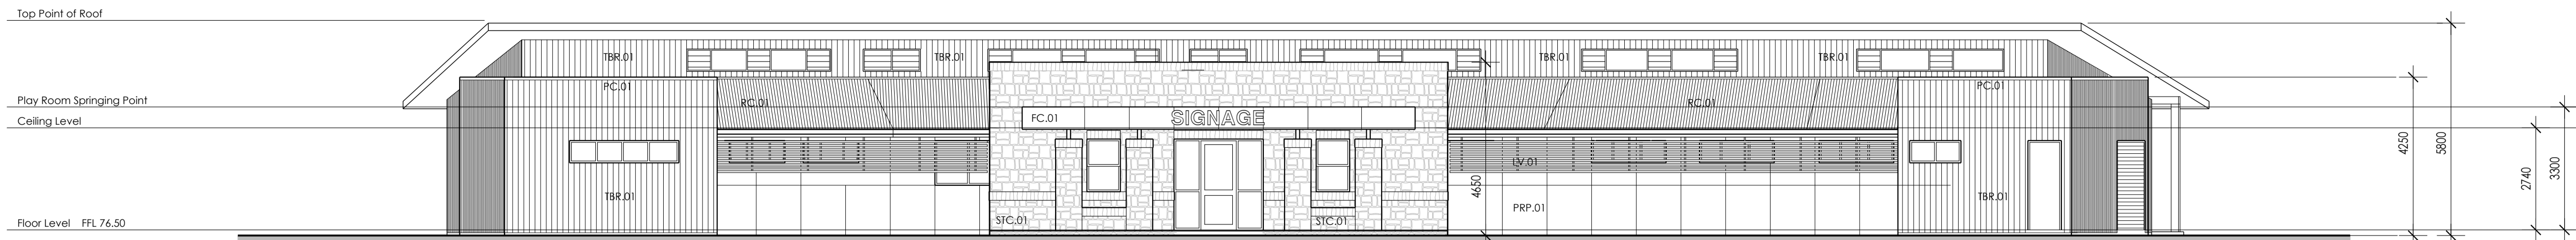 Top Point of Roof
TBR.01
TBR.01
TBR.01
TBR.01
PC.01
PC.01
Play Room Springing Point
RC.01
RC.01
Ceiling Level
FC.01
SIGNAGE
4250
5800
LV.01
2740
3300
4650
TBR.01
TBR.01
PRP.01
Floor Level FFL 76.50
STC.01
STC.01